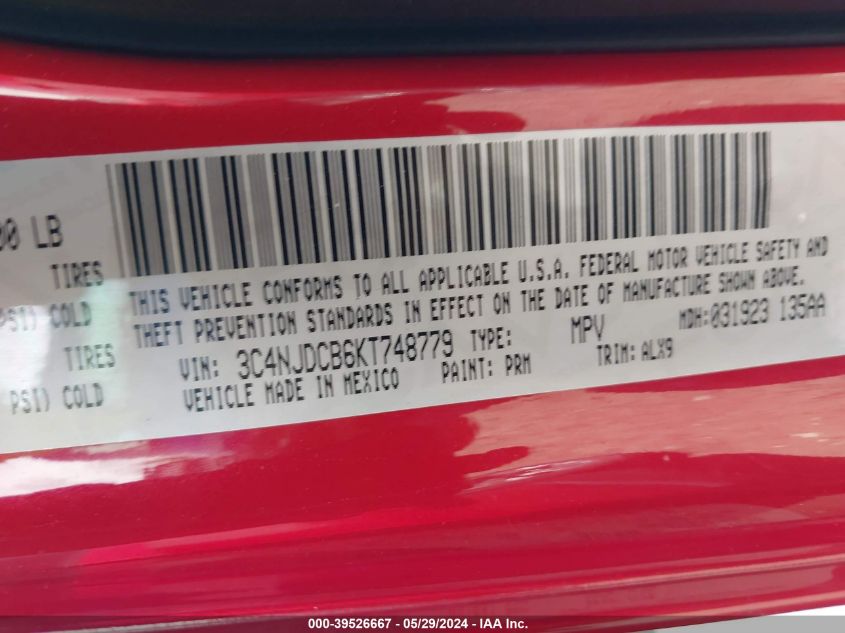 00 LB
TIRES
PSI) COLD
TIRES
PSI) COLD
THIS VEHICLE CONFORMS TO ALL APPLICABLE U.S.A. FEDERAL MOTOR VEHICLE SAFETY AND
THEFT PREVENTION STANDARDS IN EFFECT ON THE DATE OF MANUFACTURE SHOWN ABOVE.
VIN: 3C4NJDCB6KT748779 TYPE: MPV MDH:031923 135AA
VEHICLE MADE IN MEXICO PAINT: PRM TRIM: ALX9
000-39526667 - 05/29/2024 - IAA Inc.